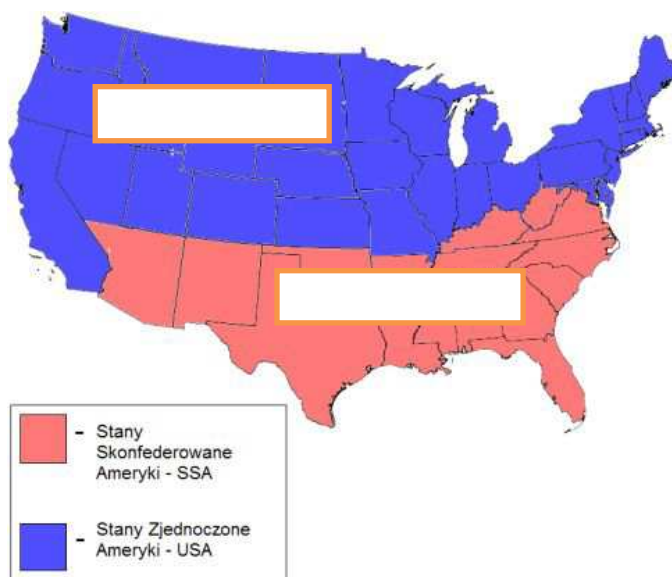 - Stany
Skonfederowane
Ameryki - SSA
- Stany Zjednoczone
Ameryki - USA